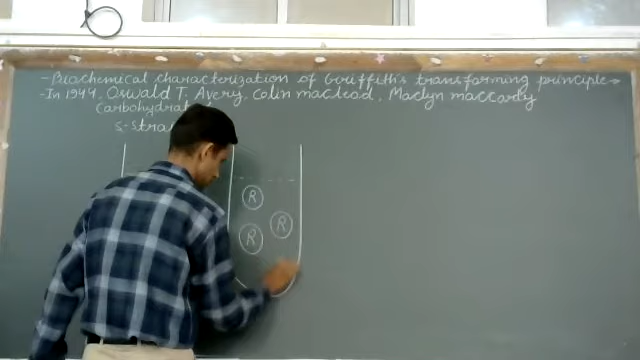 -Biochemical characterization of Griffith's transforming principle→
-In 1944, Oswald T. Avery, Colin macleod, Maclyn maccarty
Carbohydrat
S-Stra
R
R
R